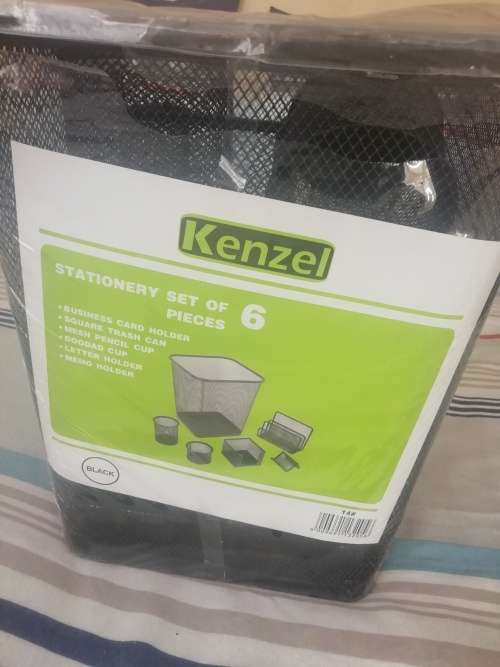 Kenzel
STATIONERY SET OF 6
PIECES
• BUSINESS CARD HOLDER
• SQUARE TRASH CAN
• MESH PENCIL CUP
• DOODAD CUP
• LETTER HOLDER
• MEMO HOLDER
BLACK
14#